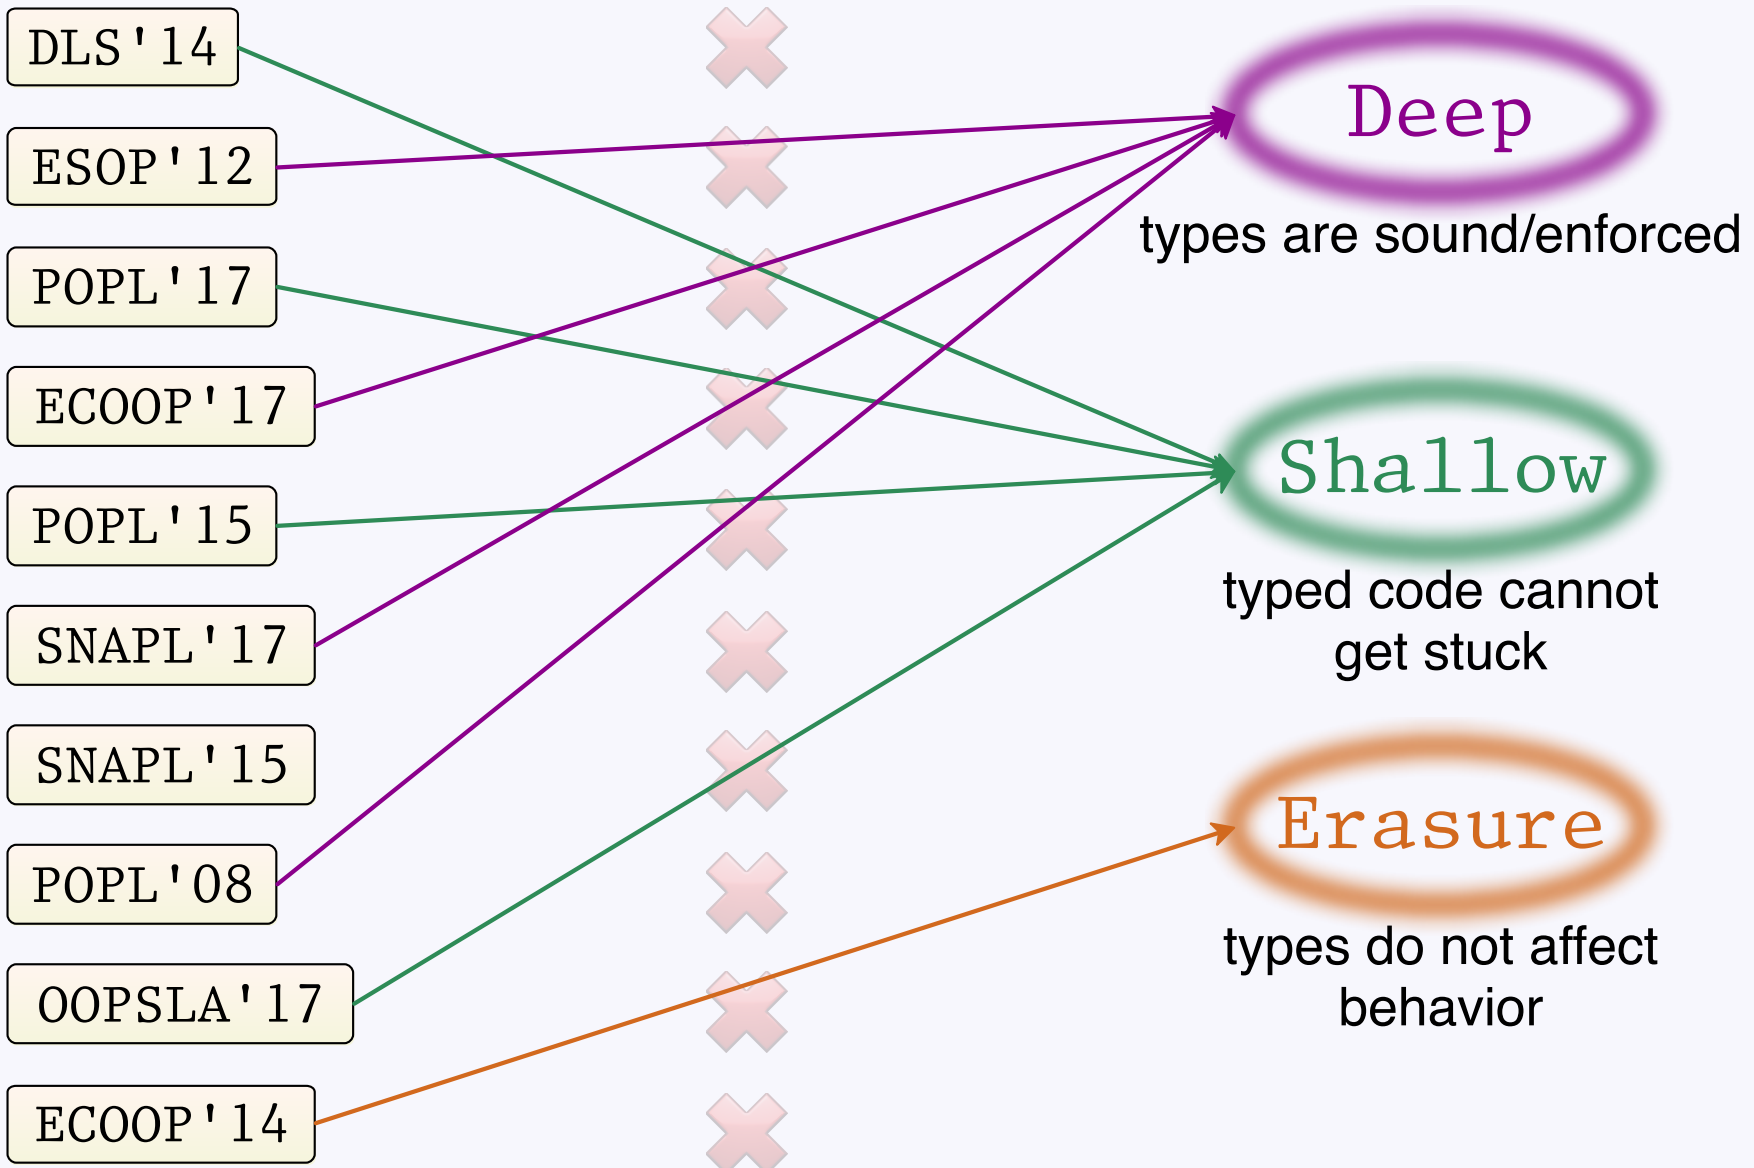 DLS'14
ESOP'12
POPL'17
ECOOP'17
POPL'15
SNAPL'17
SNAPL'15
POPL'08
OOPSLA'17
ECOOP'14
Deep
types are sound/enforced
Shallow
typed code cannot
get stuck
Erasure
types do not affect
behavior